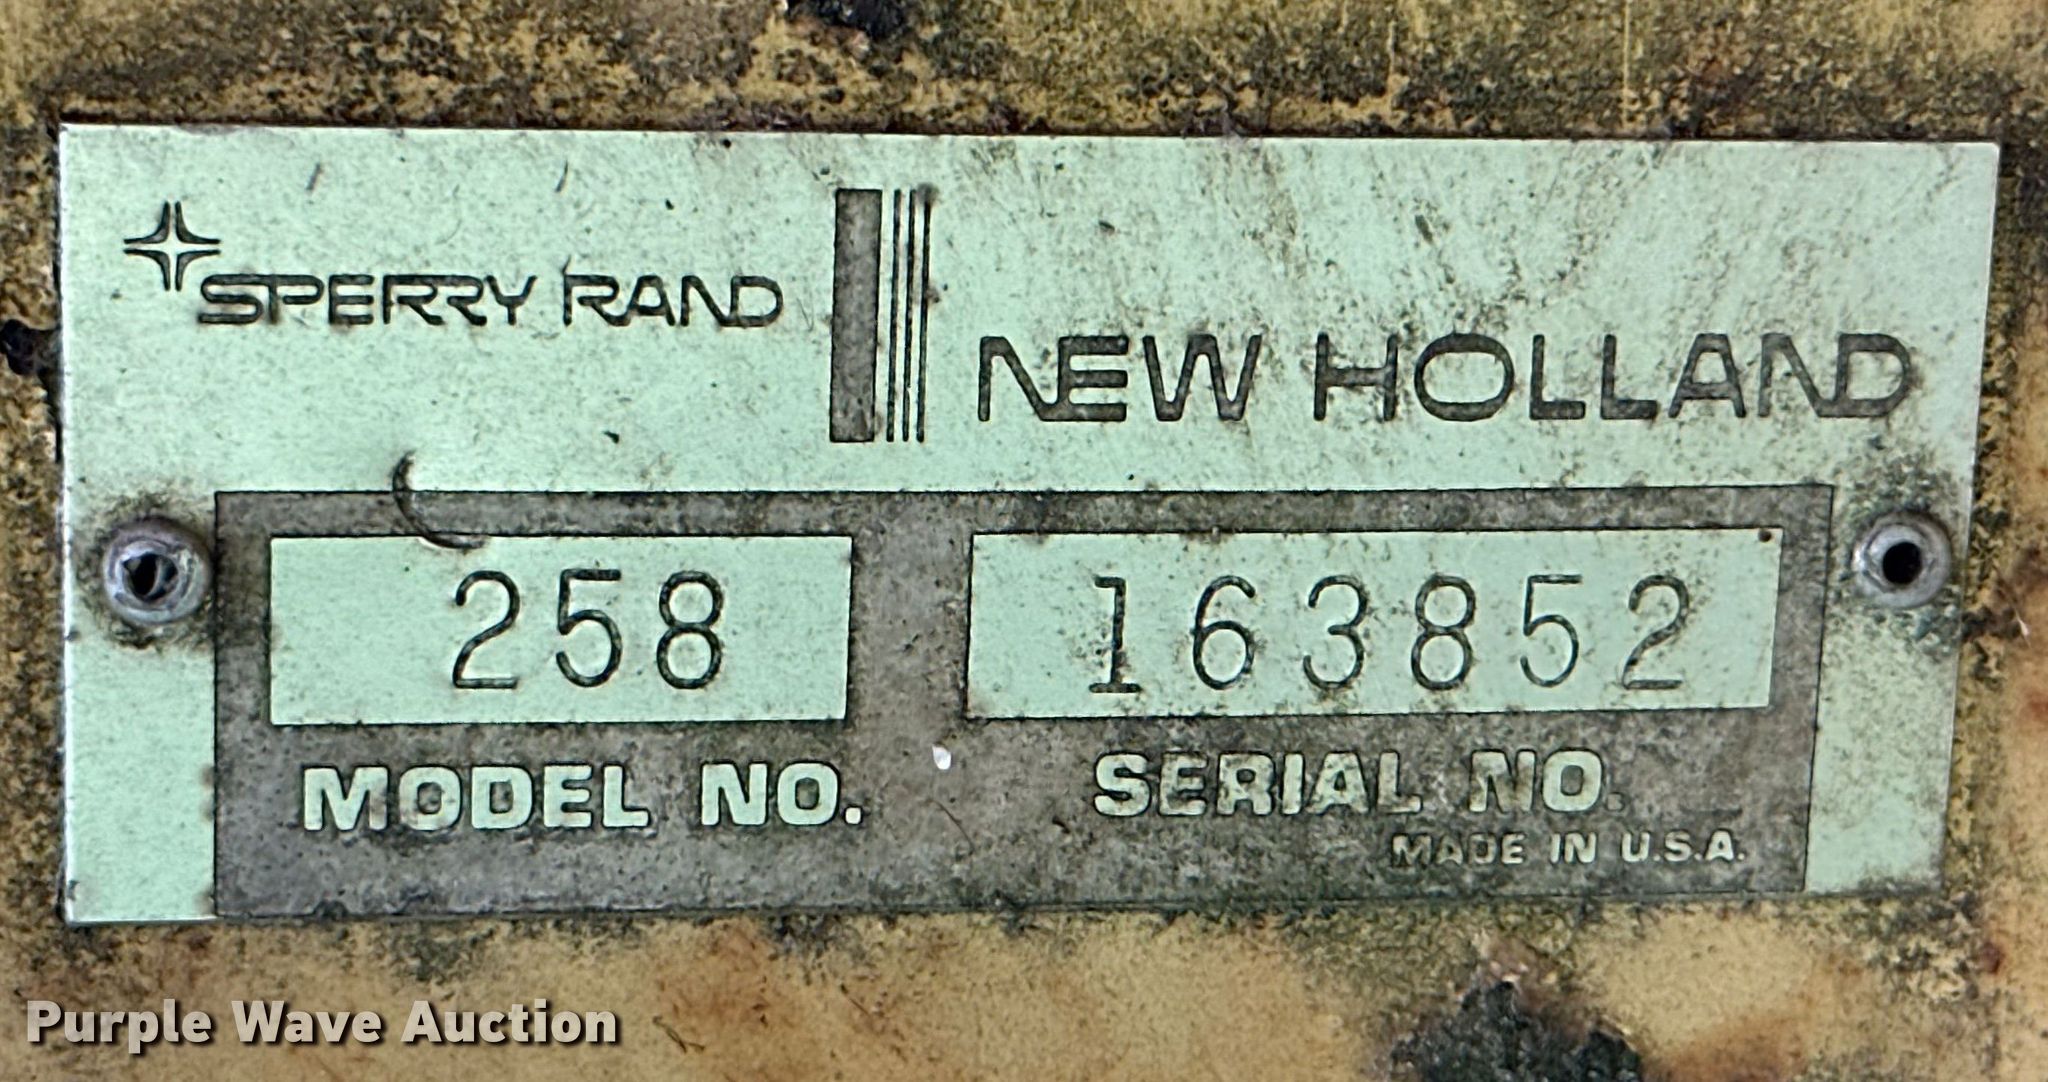 SPERRY RAND
NEW HOLLAND
258
163852
MODEL NO.
SERIAL NO.
MADE IN U.S.A.
Purple Wave Auction